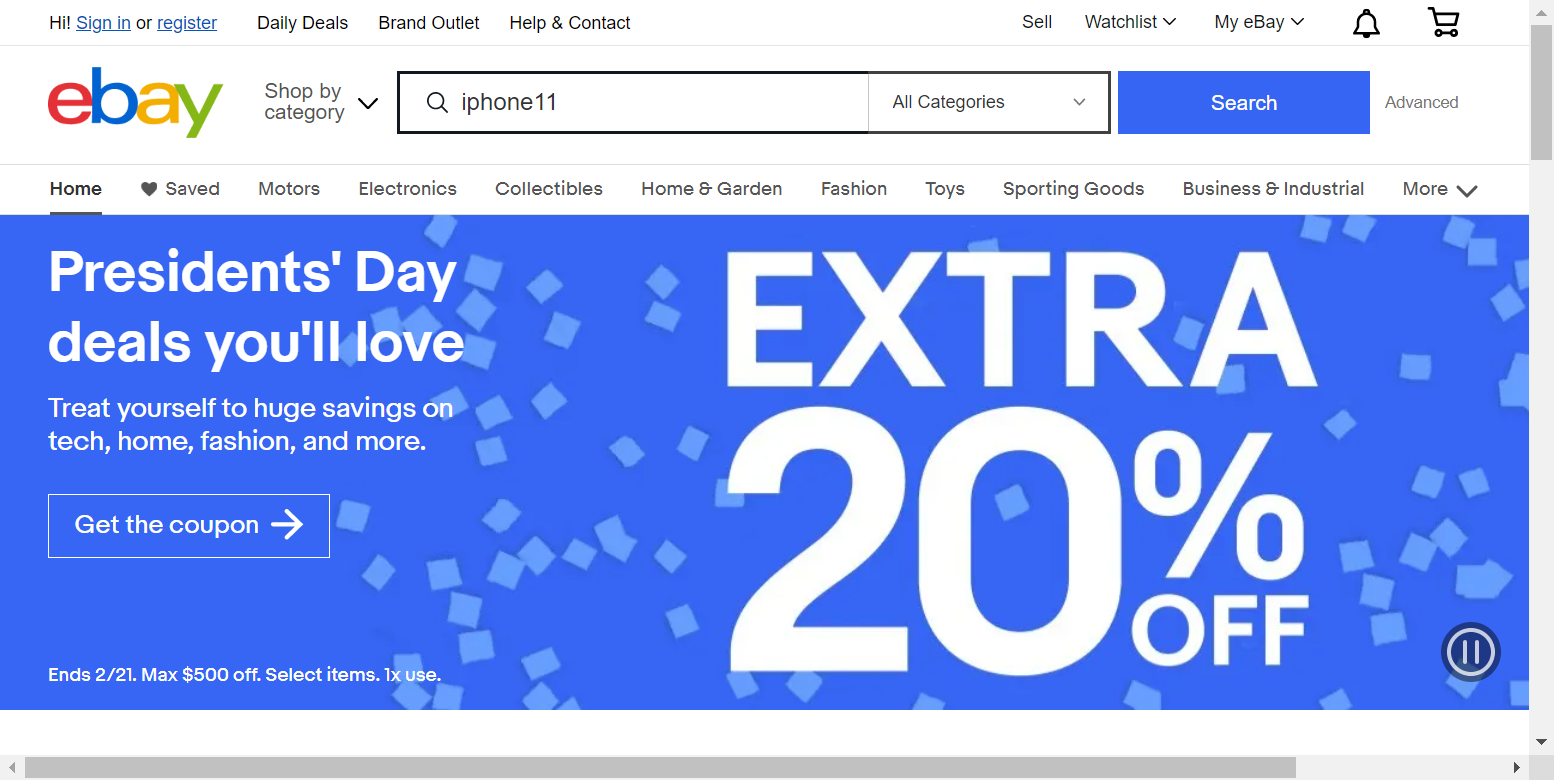 Hi! Sign in or register Daily Deals Brand Outlet Help & Contact Sell Watchlist My eBay
ebay
Shop by
category
iphone11 All Categories Search Advanced
Home Saved Motors Electronics Collectibles Home & Garden Fashion Toys Sporting Goods Business & Industrial More
Presidents' Day
deals you'll love
Treat yourself to huge savings on
tech, home, fashion, and more.
Get the coupon
Ends 2/21. Max $500 off. Select items. 1x use.
EXTRA
20%
OFF